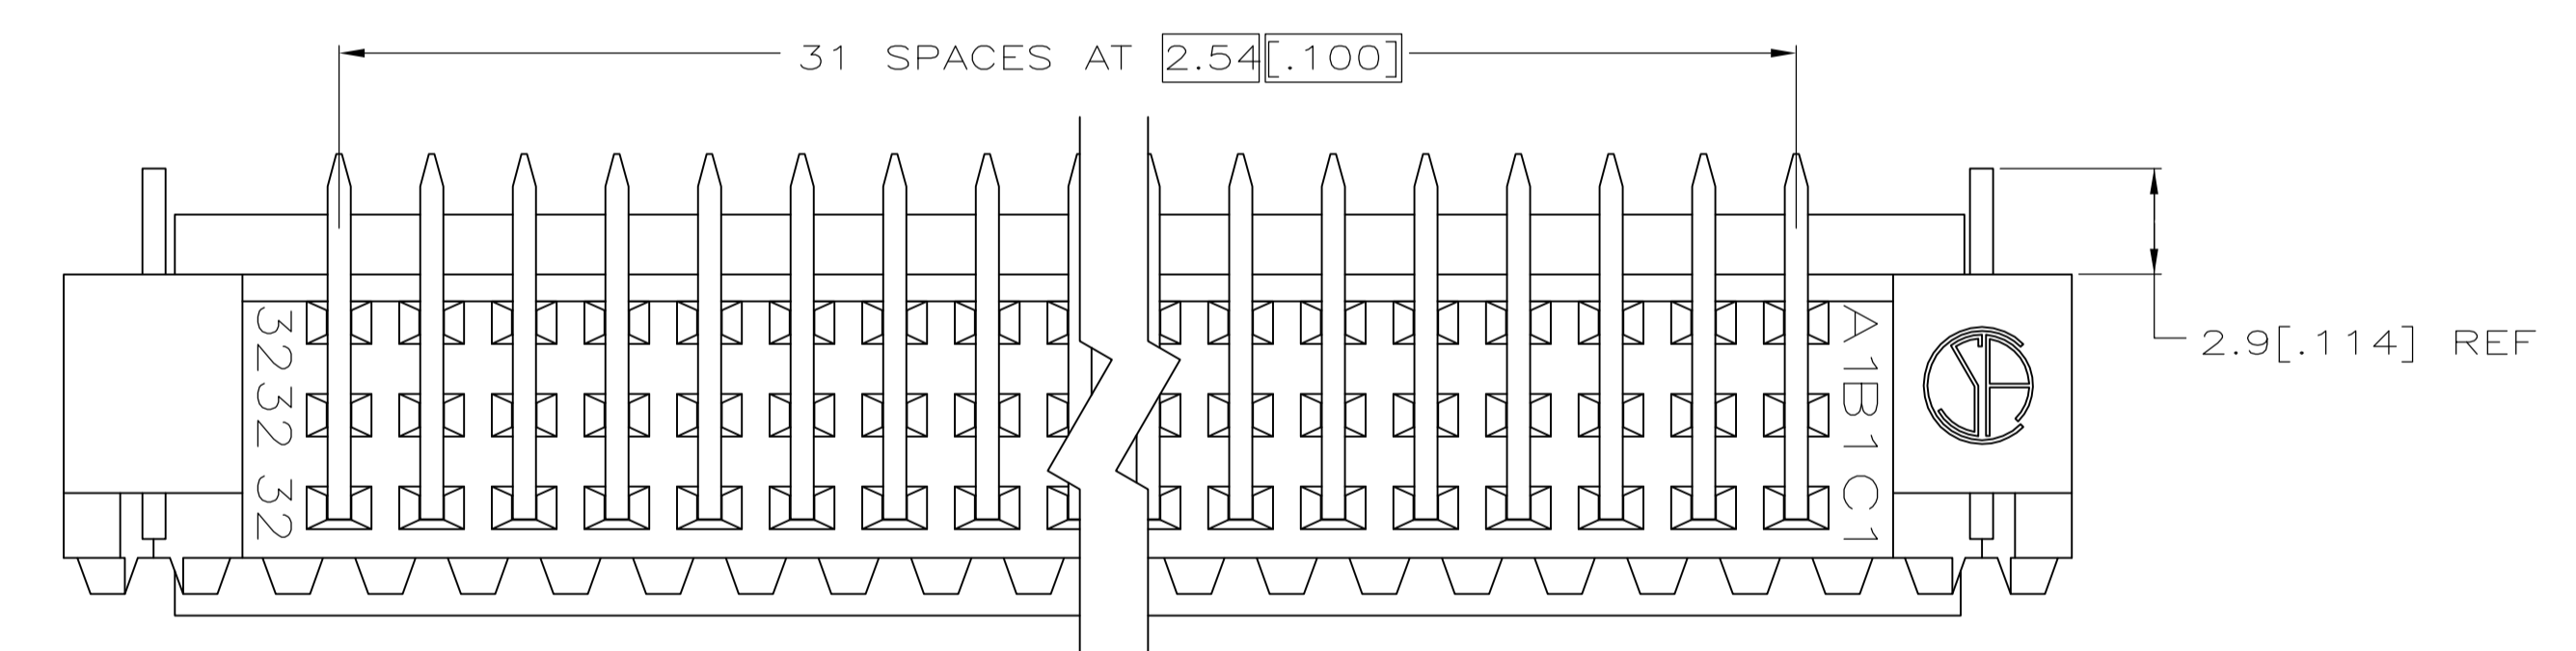 31 SPACES AT 2.54[.100]
2.9[.114] REF
32
32
32
A1
B1
C1